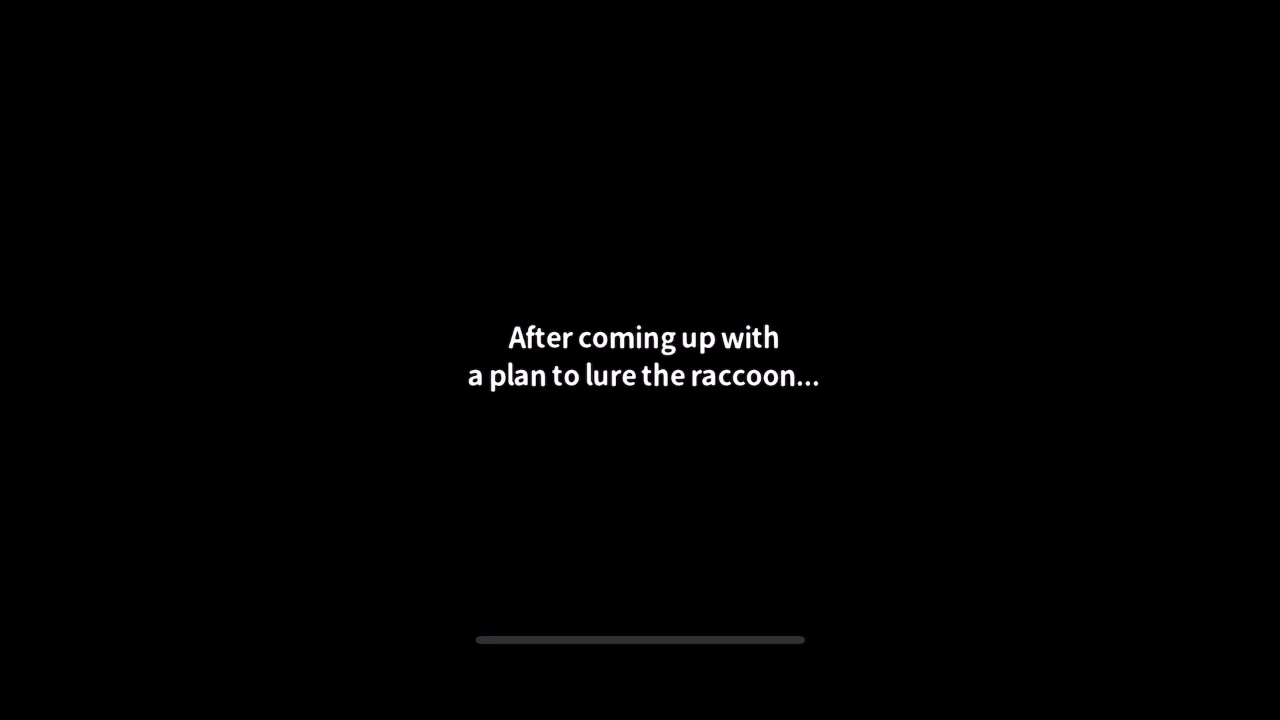 After coming up with
a plan to lure the raccoon...